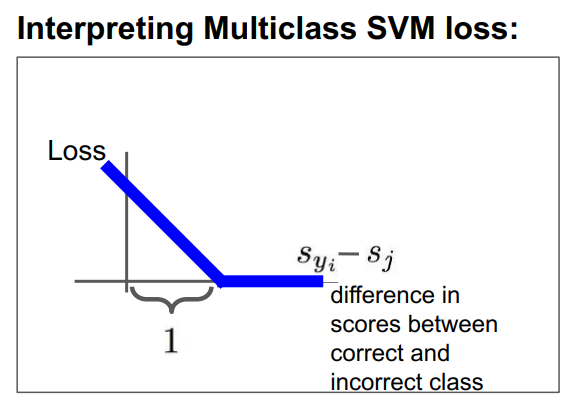 Interpreting Multiclass SVM loss:
Loss
s_{y_i} − s_j
difference in
scores between
correct and
incorrect class
1